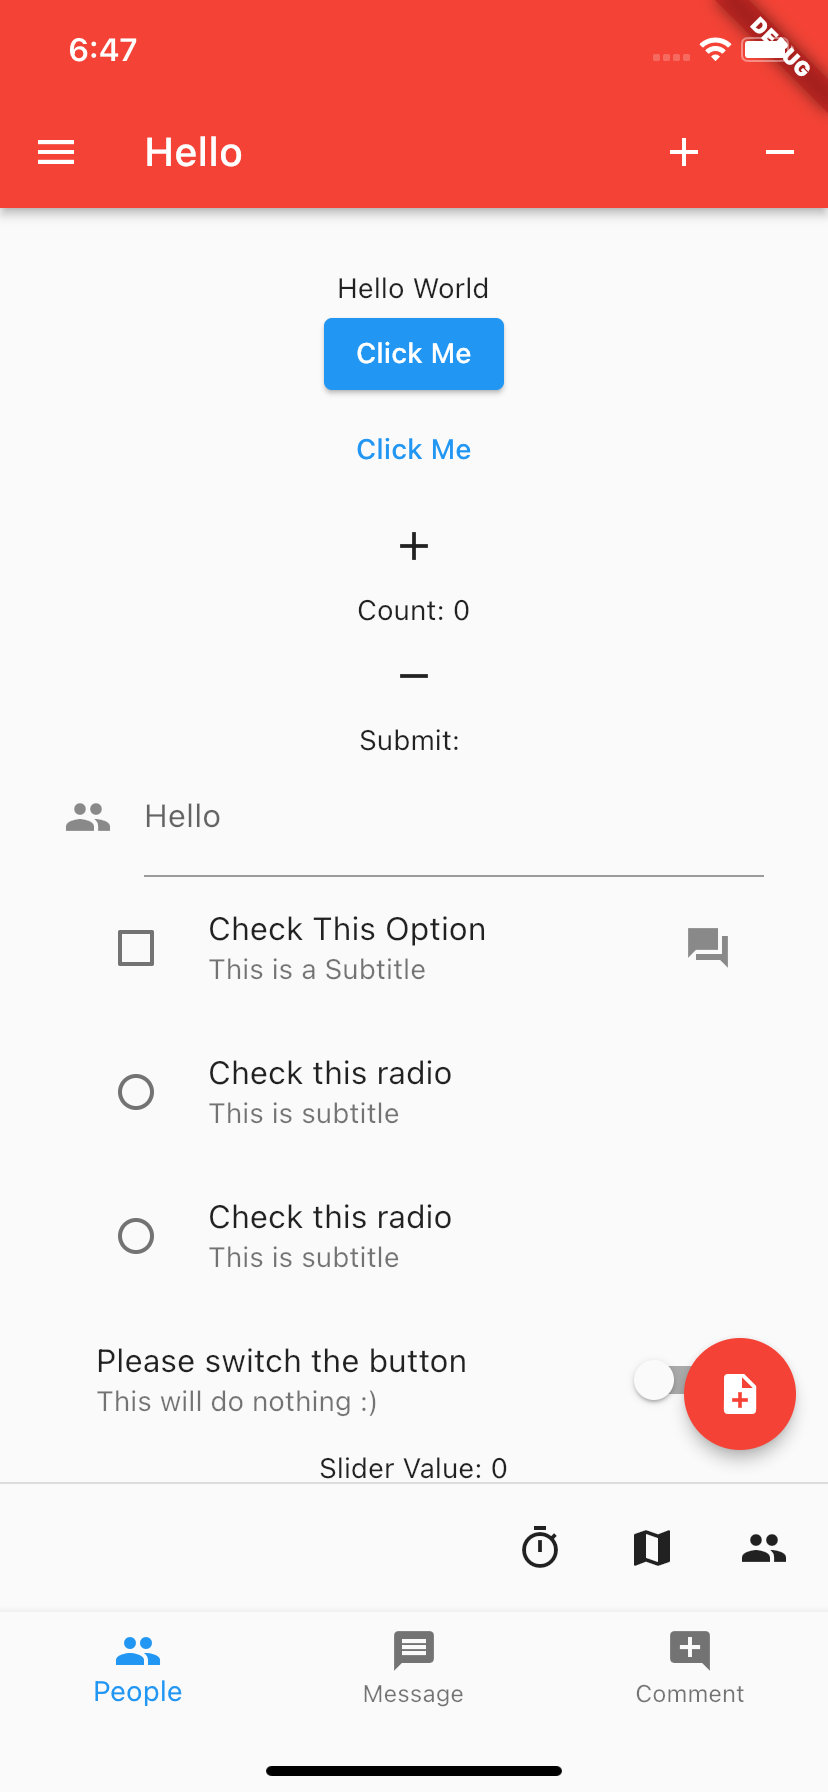 6:47
DEBUG
Hello
Hello World
Click Me
Click Me
Count: 0
Submit:
Hello
Check This Option
This is a Subtitle
Check this radio
This is subtitle
Check this radio
This is subtitle
Please switch the button
This will do nothing :)
Slider Value: 0
People
Message
Comment